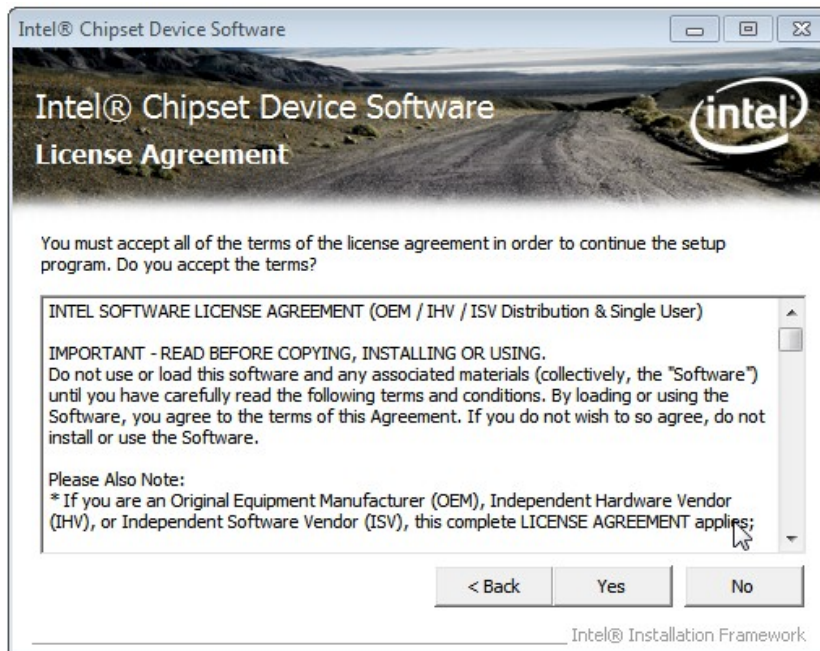 Intel® Chipset Device Software
Intel® Chipset Device Software
intel
License Agreement
You must accept all of the terms of the license agreement in order to continue the setup
program. Do you accept the terms?
INTEL SOFTWARE LICENSE AGREEMENT (OEM / IHV / ISV Distribution & Single User)
IMPORTANT - READ BEFORE COPYING, INSTALLING OR USING.
Do not use or load this software and any associated materials (collectively, the "Software")
until you have carefully read the following terms and conditions. By loading or using the
Software, you agree to the terms of this Agreement. If you do not wish to so agree, do not
install or use the Software.
Please Also Note:
* If you are an Original Equipment Manufacturer (OEM), Independent Hardware Vendor
(IHV), or Independent Software Vendor (ISV), this complete LICENSE AGREEMENT applies;
< Back Yes No
Intel® Installation Framework